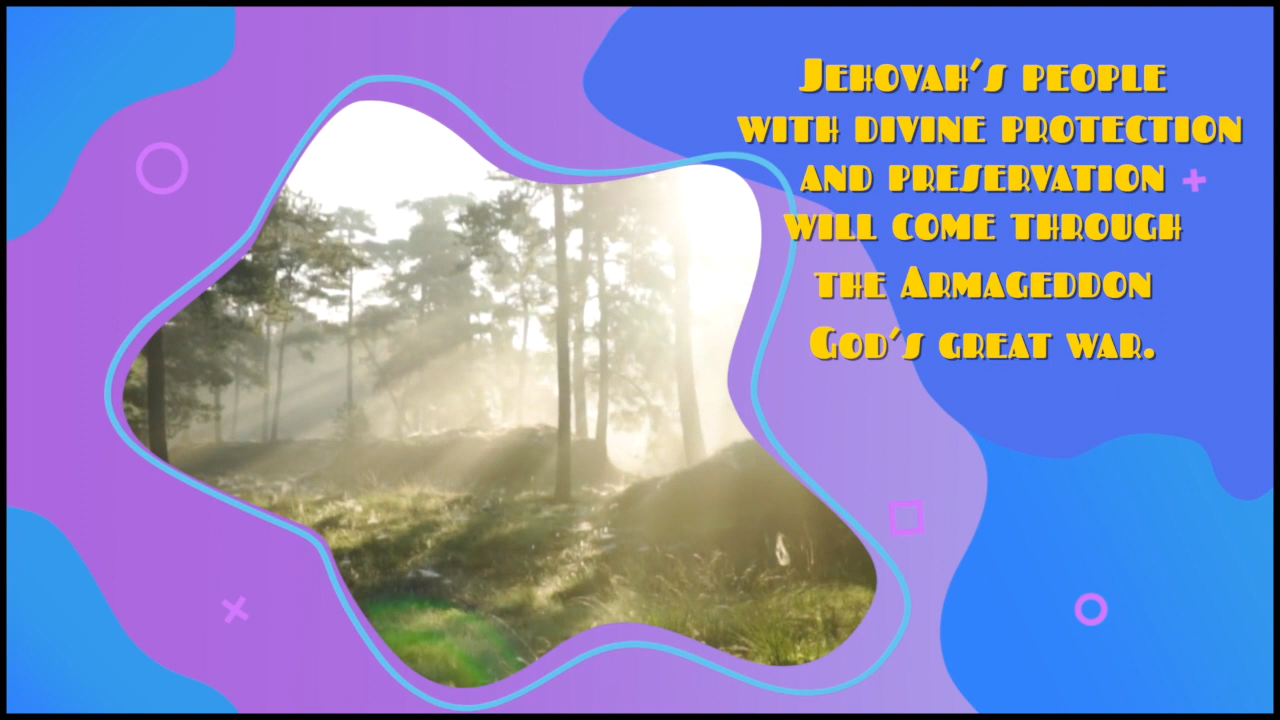 Jehovah's people
with divine protection
and preservation
will come through
the Armageddon
God's great war.